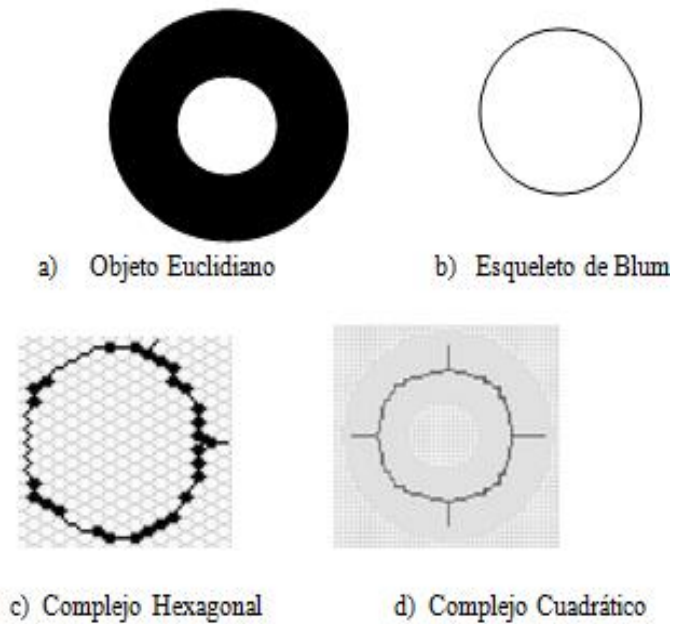 a) Objeto Euclidiano
b) Esqueleto de Blum
c) Complejo Hexagonal
d) Complejo Cuadrático